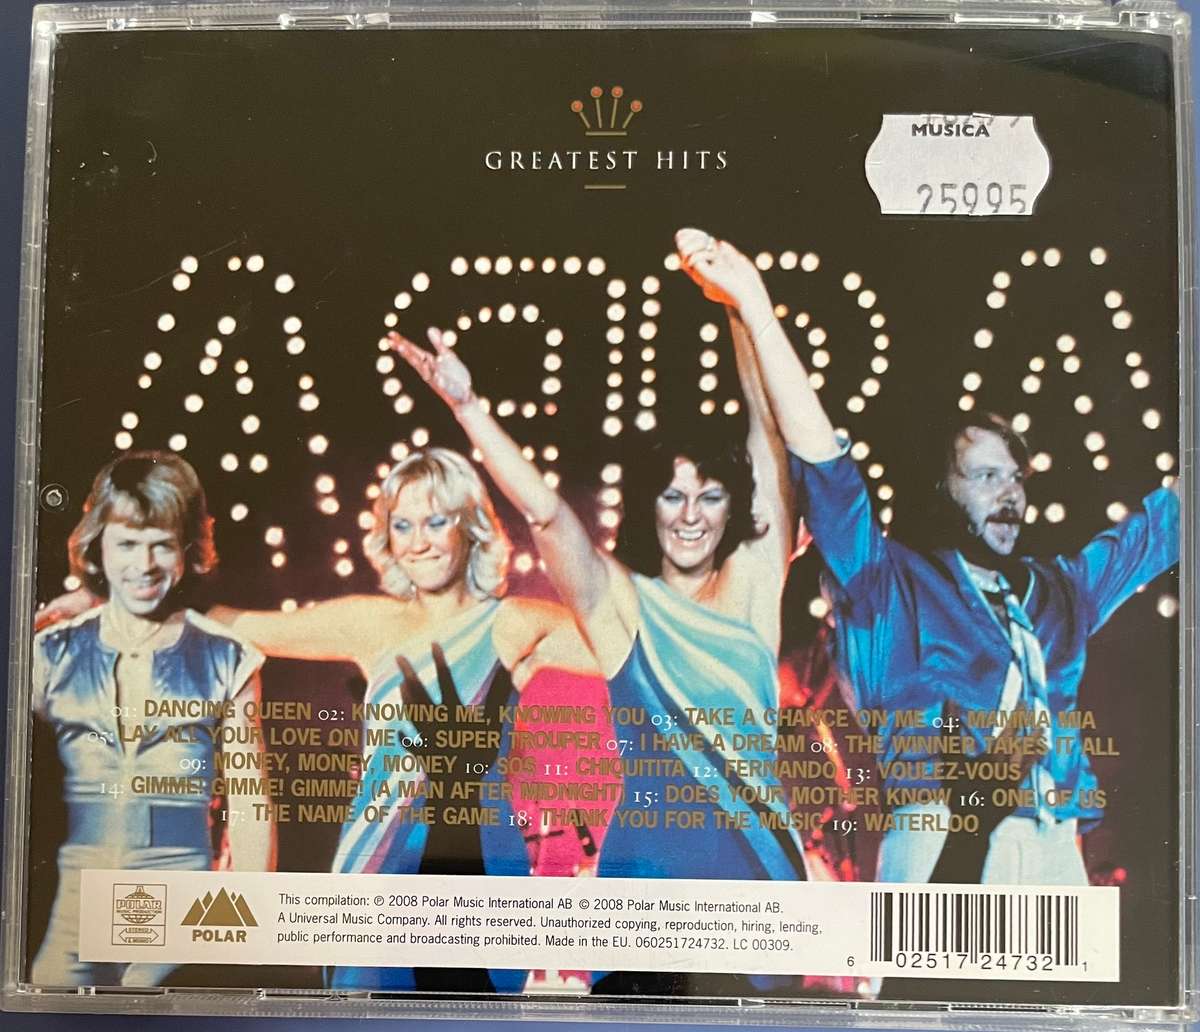 GREATEST HITS
MUSICA
25995
ABBA
01: DANCING QUEEN 02: KNOWING ME, KNOWING YOU 03: TAKE A CHANCE ON ME 04: MAMMA MIA
05: LAY ALL YOUR LOVE ON ME 06: SUPER TROUPER 07: I HAVE A DREAM 08: THE WINNER TAKES IT ALL
09: MONEY, MONEY, MONEY 10: SOS 11: CHIQUITITA 12: FERNANDO 13: VOULEZ-VOUS
14: GIMME! GIMME! GIMME! (A MAN AFTER MIDNIGHT) 15: DOES YOUR MOTHER KNOW 16: ONE OF US
17: THE NAME OF THE GAME 18: THANK YOU FOR THE MUSIC 19: WATERLOO
A
POLAR
MUSIC PRODUCTION
STEREO
& MONO
POLAR
This compilation: ℗ 2008 Polar Music International AB © 2008 Polar Music International AB.
A Universal Music Company. All rights reserved. Unauthorized copying, reproduction, hiring, lending,
public performance and broadcasting prohibited. Made in the EU. 060251724732. LC 00309.
6 02517 24732 1